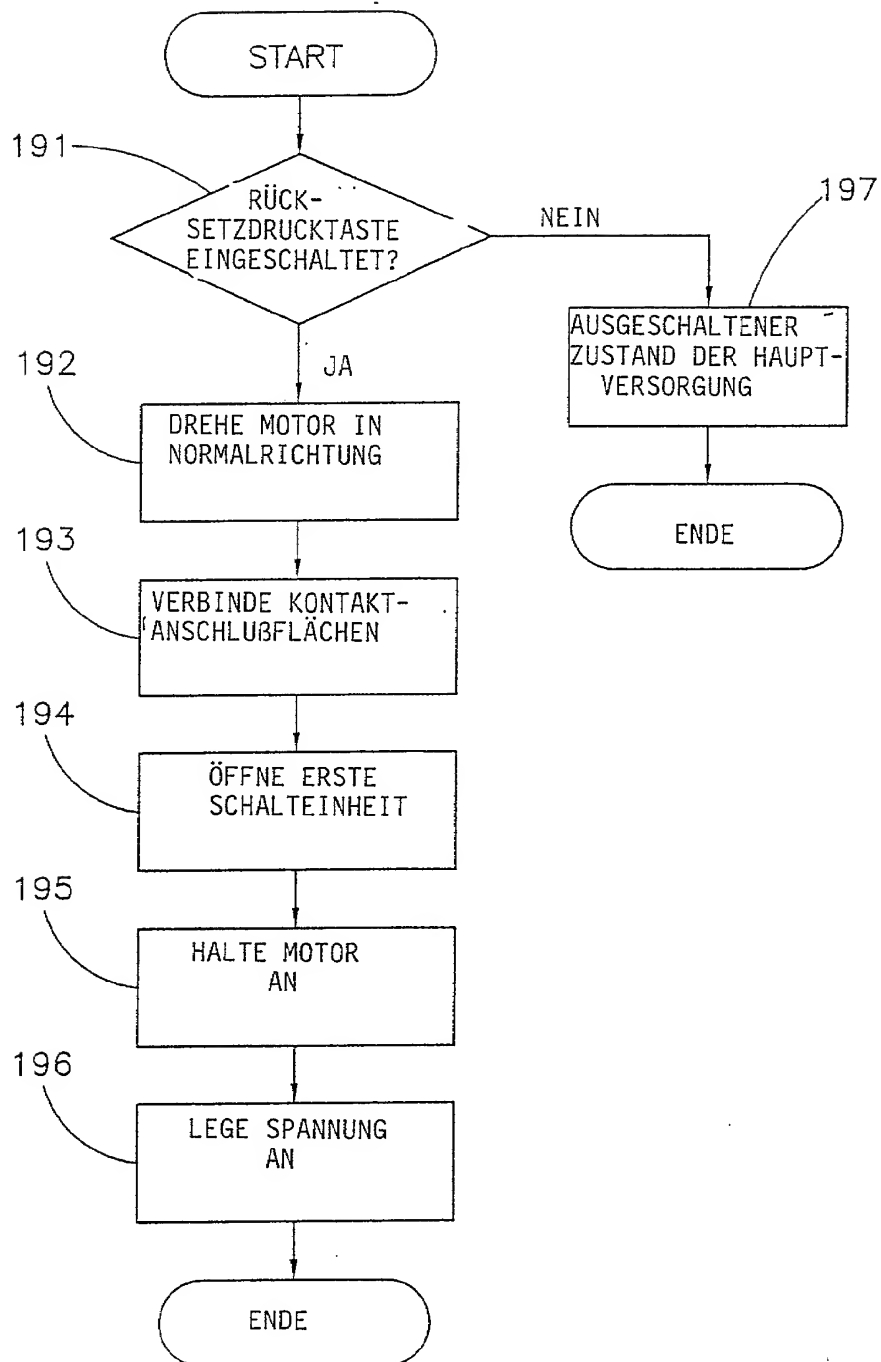 START
191
RÜCK-
SETZDRUCKTASTE
EINGESCHALTET?
NEIN
197
AUSGESCHALTENER
ZUSTAND DER HAUPT-
VERSORGUNG
ENDE
JA
192
DREHE MOTOR IN
NORMALRICHTUNG
193
VERBINDE KONTAKT-
ANSCHLUßFLÄCHEN
194
ÖFFNE ERSTE
SCHALTEINHEIT
195
HALTE MOTOR
AN
196
LEGE SPANNUNG
AN
ENDE